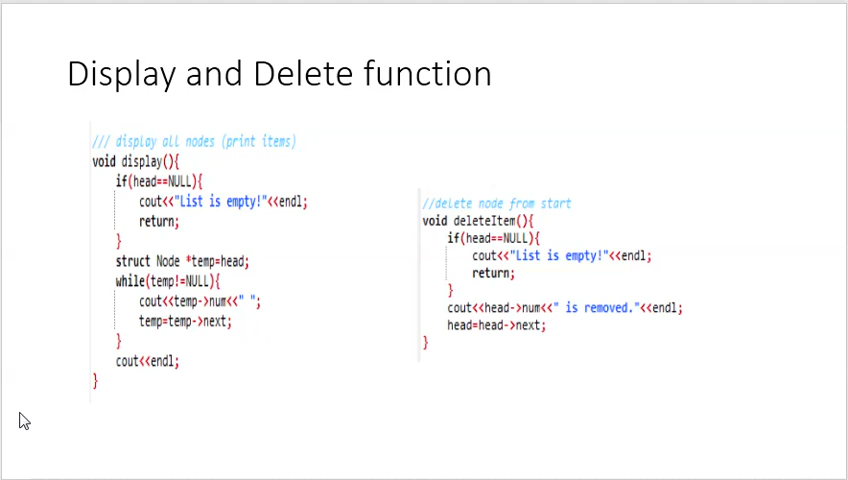 Display and Delete function
/// display all nodes (print items)
void display(){
if(head==NULL){
cout<<"List is empty!"<<endl;
return;
}
struct Node *temp=head;
while(temp!=NULL){
cout<<temp->num<<" ";
temp=temp->next;
}
cout<<endl;
}
//delete node from start
void deleteItem(){
if(head==NULL){
cout<<"List is empty!"<<endl;
return;
}
cout<<head->num<<" is removed."<<endl;
head=head->next;
}